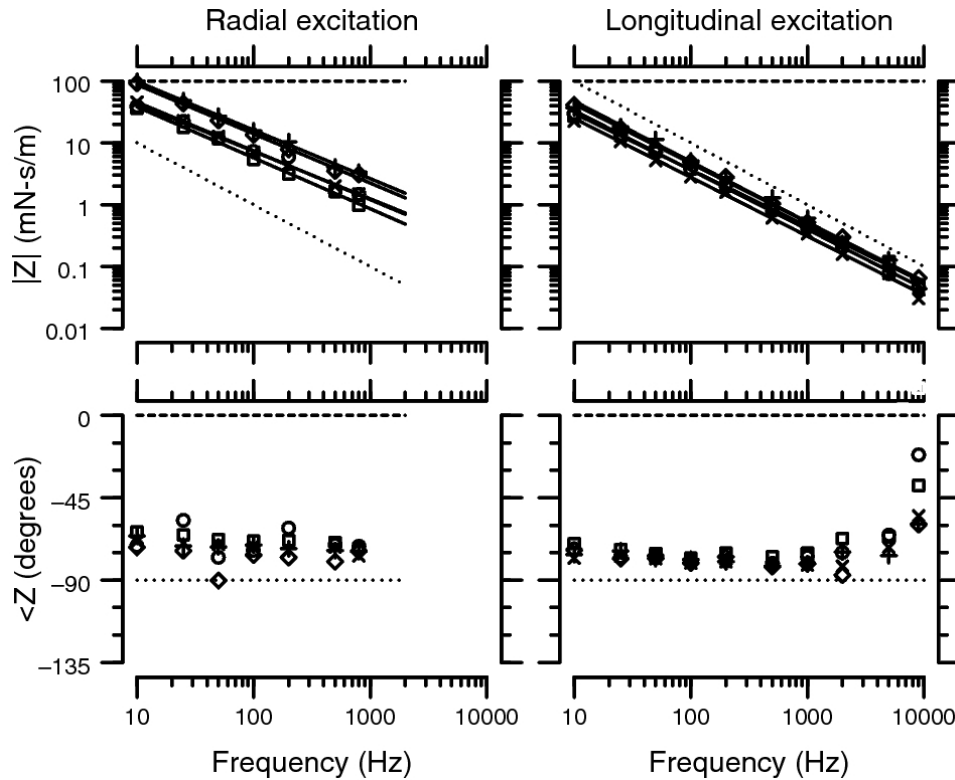 Radial excitation
Longitudinal excitation
|Z| (mN-s/m)
100
10
1
0.1
0.01
<Z (degrees)
0
−45
−90
−135
10 100 1000 10000
10 100 1000 10000
Frequency (Hz)
Frequency (Hz)